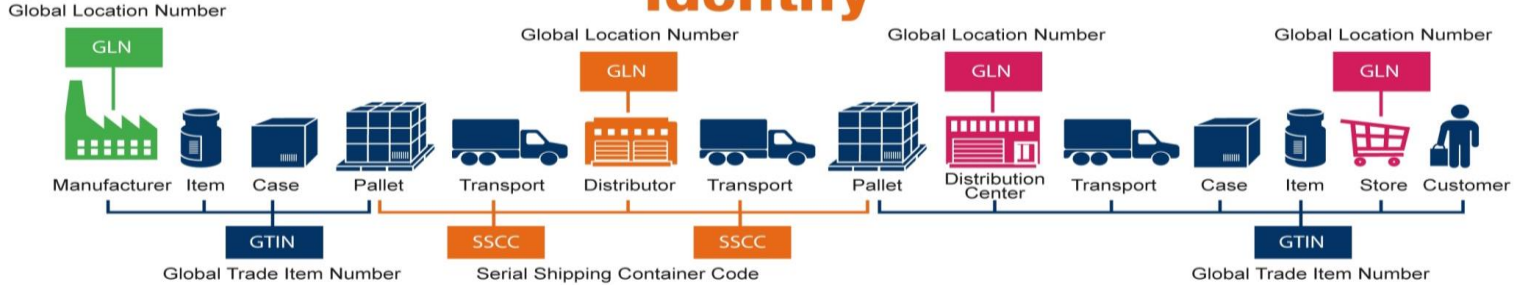 Identify
Global Location Number
GLN
Global Location Number
GLN
Global Location Number
GLN
Global Location Number
GLN
Manufacturer
Item
Case
Pallet
Transport
Distributor
Transport
Pallet
Distribution
Center
Transport
Case
Item
Store
Customer
GTIN
SSCC
SSCC
GTIN
Global Trade Item Number
Serial Shipping Container Code
Global Trade Item Number